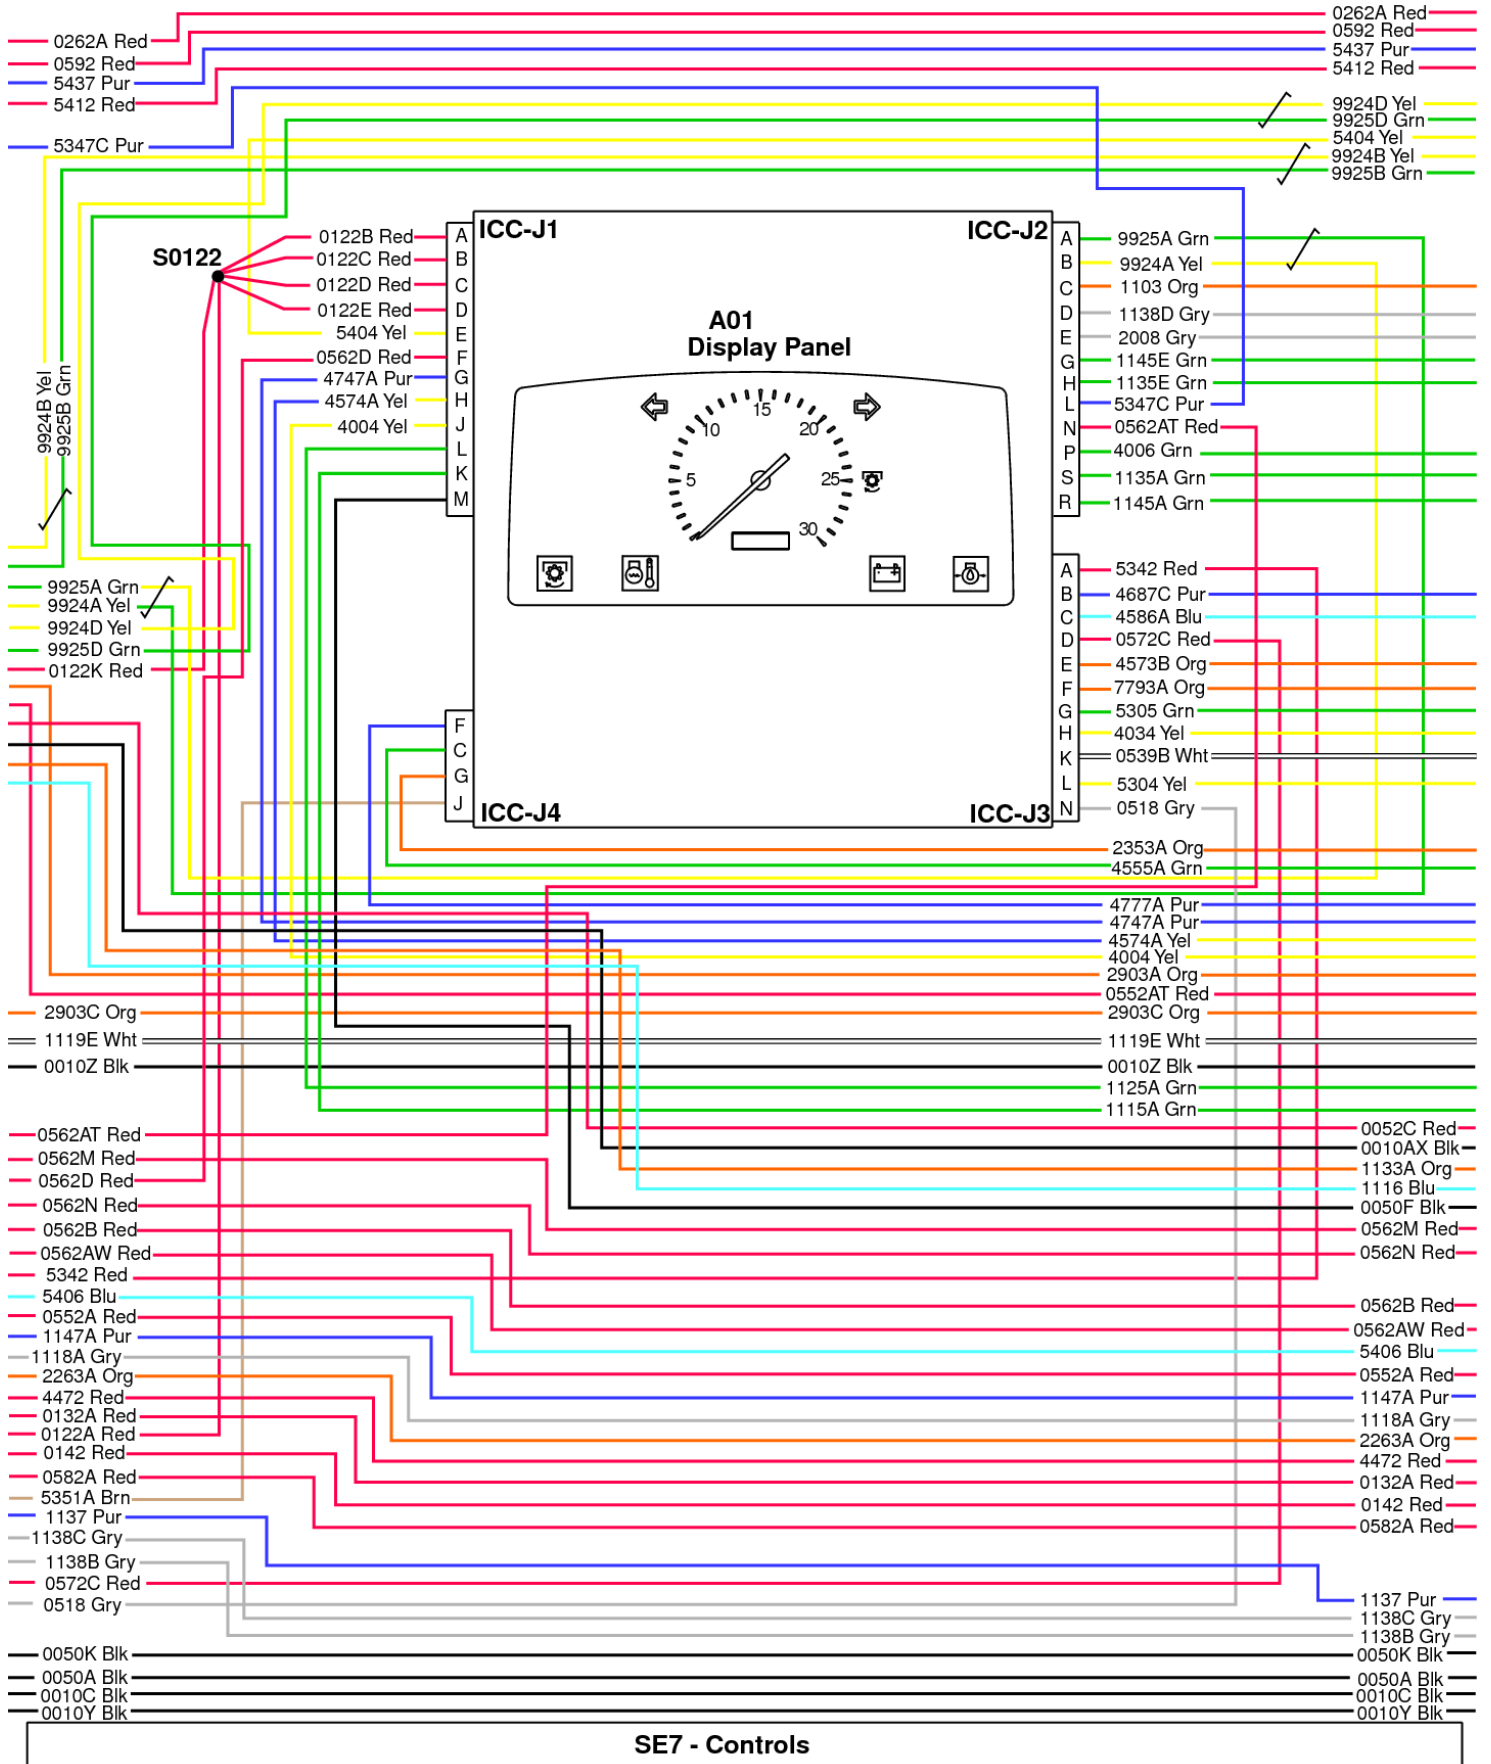 0262A Red
0592 Red
5437 Pur
5412 Red
5347C Pur
0262A Red
0592 Red
5437 Pur
5412 Red
9924D Yel
9925D Grn
5404 Yel
9924B Yel
9925B Grn
S0122
9924B Yel
9925B Grn
0122B Red
0122C Red
0122D Red
0122E Red
5404 Yel
0562D Red
4747A Pur
4574A Yel
4004 Yel
A
B
C
D
E
F
G
H
J
L
K
M
ICC-J1
ICC-J2
A01
Display Panel
5
10
15
20
25
30
A
B
C
D
E
G
H
L
N
P
S
R
9925A Grn
9924A Yel
1103 Org
1138D Gry
2008 Gry
1145E Grn
1135E Grn
5347C Pur
0562AT Red
4006 Grn
1135A Grn
1145A Grn
A
B
C
D
E
F
G
H
K
L
N
5342 Red
4687C Pur
4586A Blu
0572C Red
4573B Org
7793A Org
5305 Grn
4034 Yel
0539B Wht
5304 Yel
0518 Gry
9925A Grn
9924A Yel
9924D Yel
9925D Grn
0122K Red
F
C
G
J
ICC-J4
ICC-J3
2353A Org
4555A Grn
4777A Pur
4747A Pur
4574A Yel
4004 Yel
2903A Org
0552AT Red
2903C Org
1119E Wht
0010Z Blk
1125A Grn
1115A Grn
2903C Org
1119E Wht
0010Z Blk
0562AT Red
0562M Red
0562D Red
0562N Red
0562B Red
0562AW Red
5342 Red
5406 Blu
0552A Red
1147A Pur
1118A Gry
2263A Org
4472 Red
0132A Red
0122A Red
0142 Red
0582A Red
5351A Brn
1137 Pur
1138C Gry
1138B Gry
0572C Red
0518 Gry
0050K Blk
0050A Blk
0010C Blk
0010Y Blk
0052C Red
0010AX Blk
1133A Org
1116 Blu
0050F Blk
0562M Red
0562N Red
0562B Red
0562AW Red
5406 Blu
0552A Red
1147A Pur
1118A Gry
2263A Org
4472 Red
0132A Red
0142 Red
0582A Red
1137 Pur
1138C Gry
1138B Gry
0050K Blk
0050A Blk
0010C Blk
0010Y Blk
SE7 - Controls